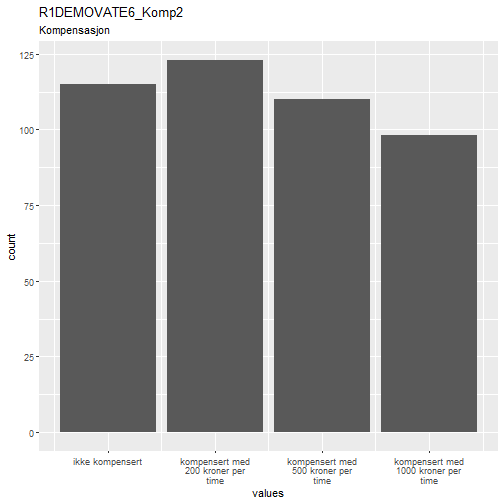 R1DEMOVATE6_Komp2
Kompensasjon
125
100
75
50
25
0
count
ikke kompensert
kompensert med
200 kroner per
time
kompensert med
500 kroner per
time
kompensert med
1000 kroner per
time
values